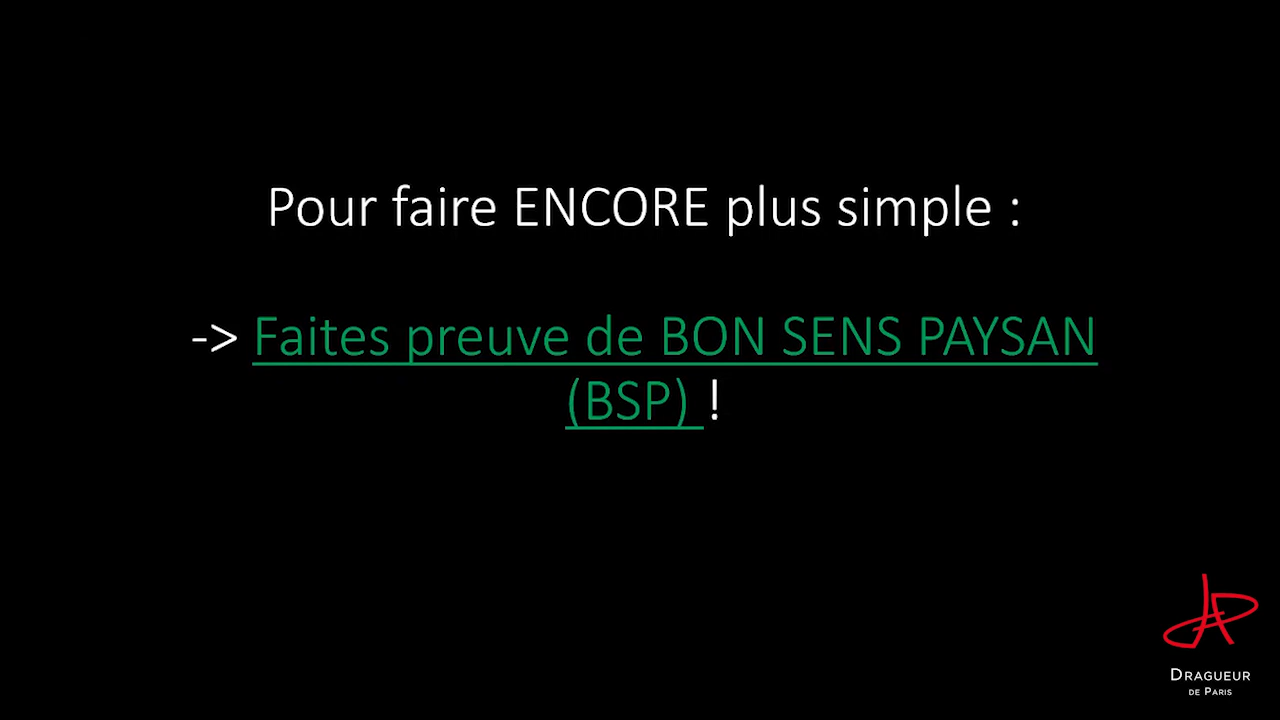 Pour faire ENCORE plus simple :
-> Faites preuve de BON SENS PAYSAN
(BSP) !
DRAGUEUR
DE PARIS